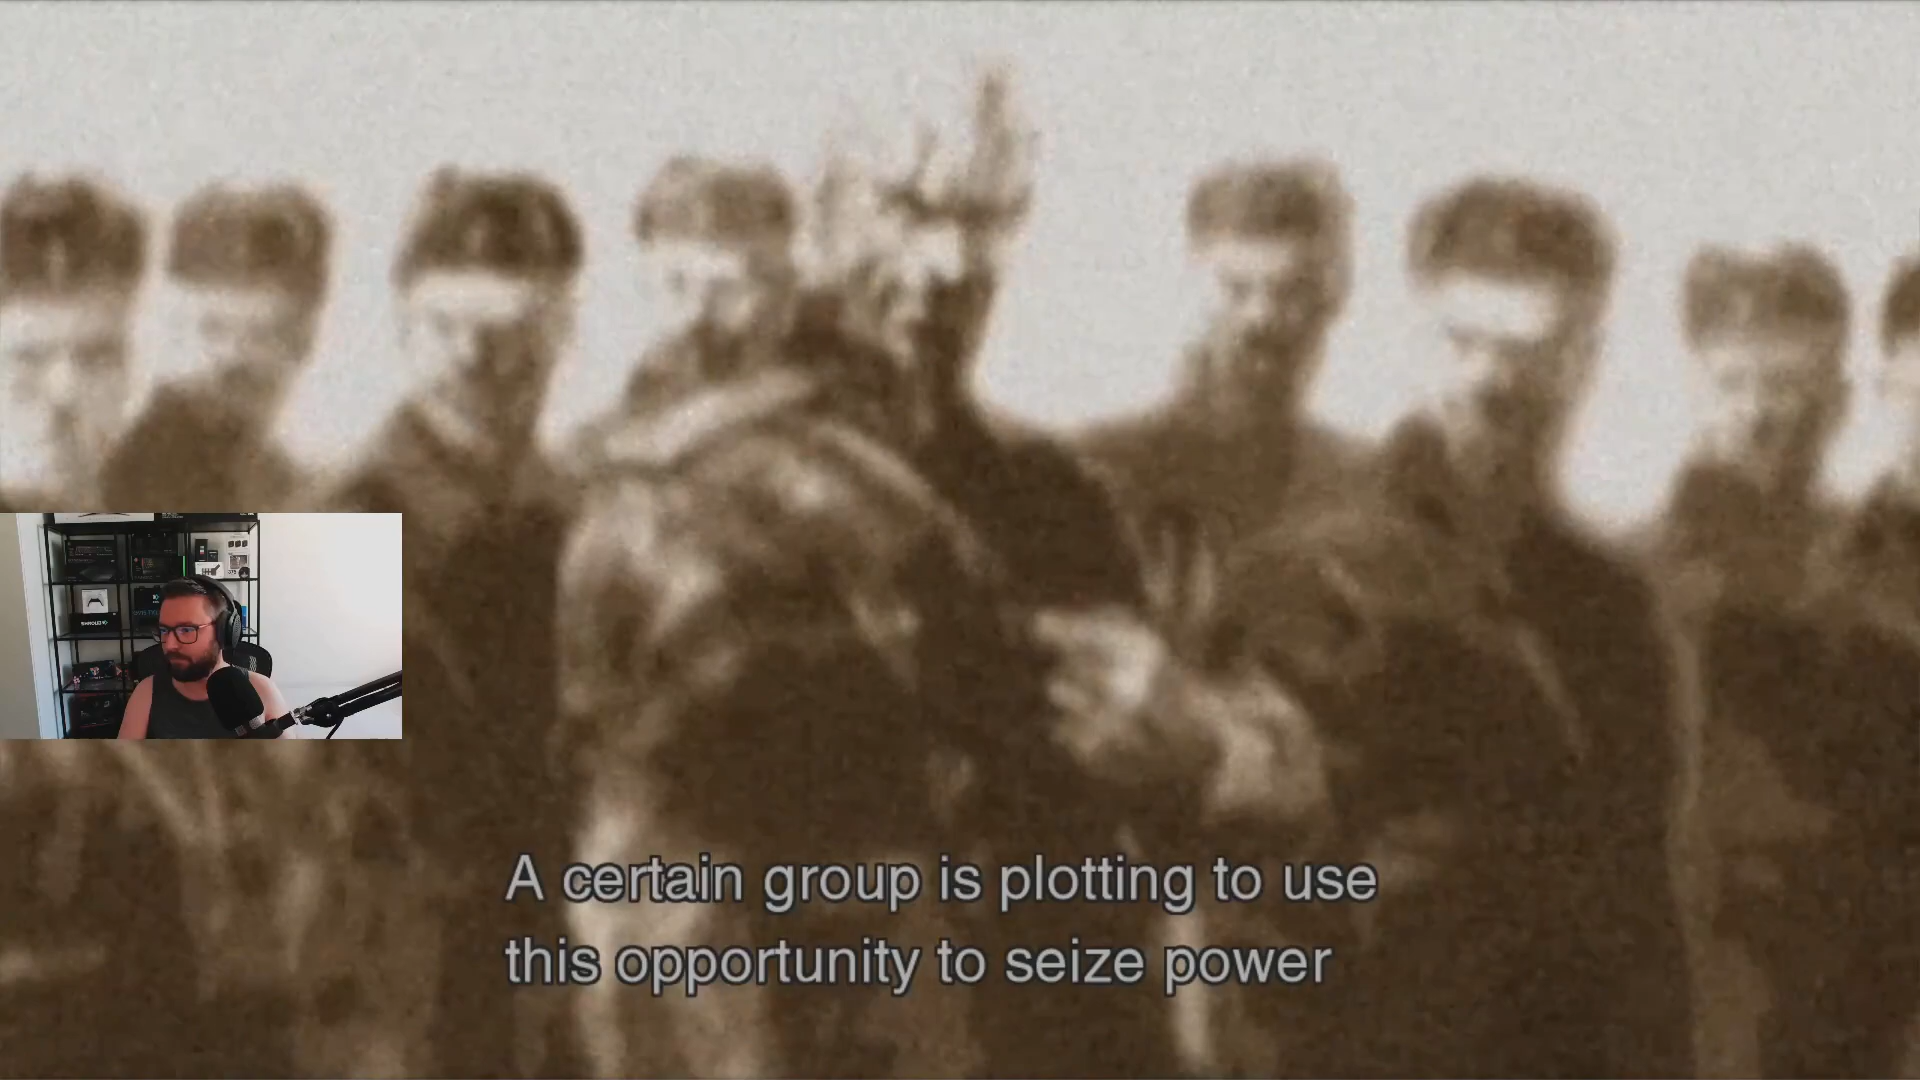 A certain group is plotting to use
this opportunity to seize power